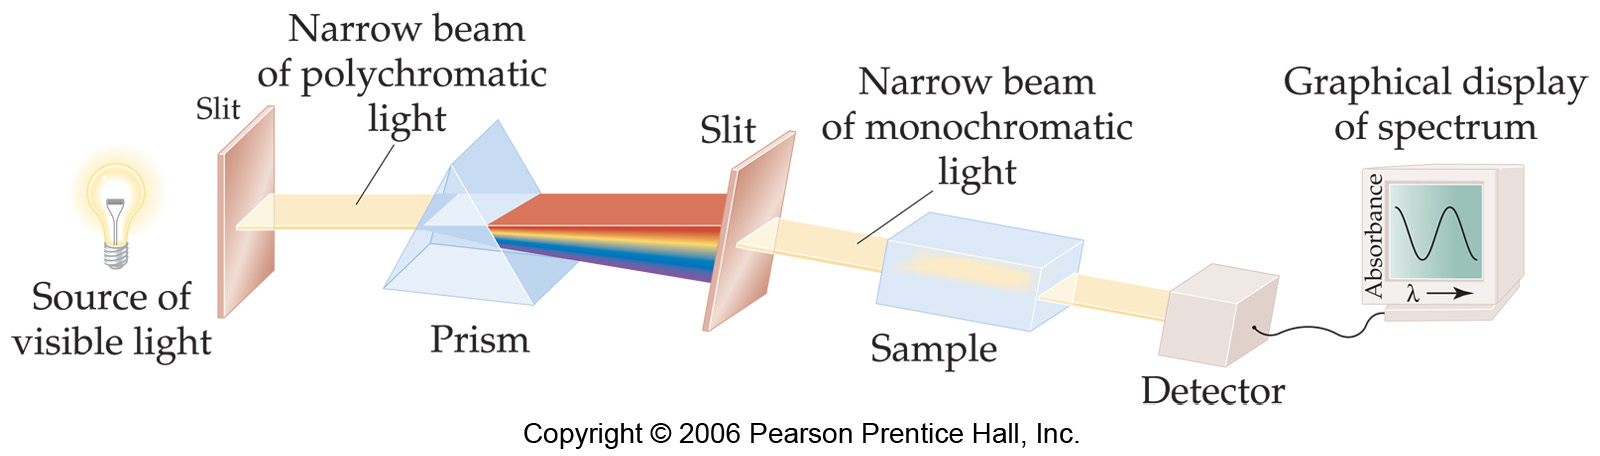 Source of
visible light
Slit
Narrow beam
of polychromatic
light
Prism
Slit
Narrow beam
of monochromatic
light
Sample
Detector
Graphical display
of spectrum
Absorbance
λ
Copyright © 2006 Pearson Prentice Hall, Inc.